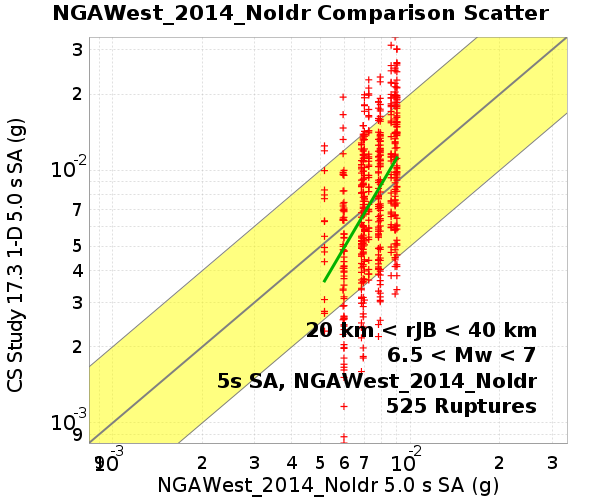 NGAWest_2014_NoIdr Comparison Scatter
CS Study 17.3 1-D 5.0 s SA (g)
3
2
10-2
7
5
4
3
2
10-3
9
20 km < rJB < 40 km
6.5 < Mw < 7
5s SA, NGAWest_2014_NoIdr
525 Ruptures
9 10-3 2 3 4 5 6 7 10-2 2 3
NGAWest_2014_NoIdr 5.0 s SA (g)